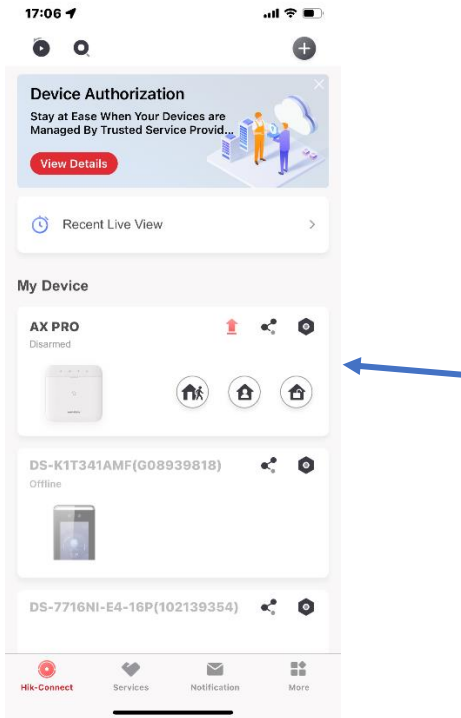 17:06
Device Authorization
Stay at Ease When Your Devices are
Managed By Trusted Service Provid...
View Details
Recent Live View
My Device
AX PRO
Disarmed
DS-K1T341AMF(G08939818)
Offline
DS-7716NI-E4-16P(102139354)
Hik-Connect
Services
Notification
More